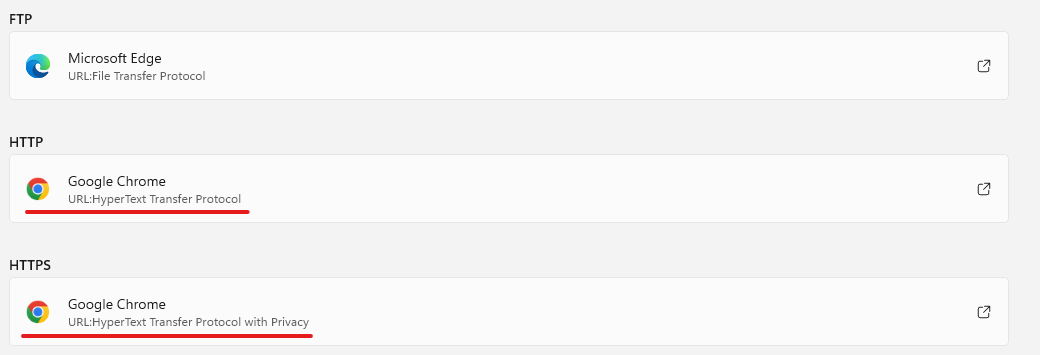 FTP
Microsoft Edge
URL:File Transfer Protocol
HTTP
Google Chrome
URL:HyperText Transfer Protocol
HTTPS
Google Chrome
URL:HyperText Transfer Protocol with Privacy